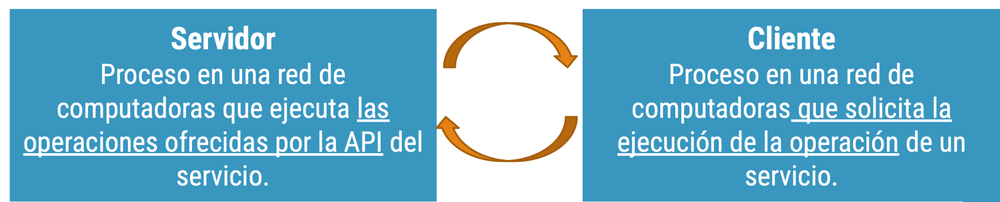 Servidor
Proceso en una red de
computadoras que ejecuta las
operaciones ofrecidas por la API del
servicio.
Cliente
Proceso en una red de
computadoras que solicita la
ejecución de la operación de un
servicio.